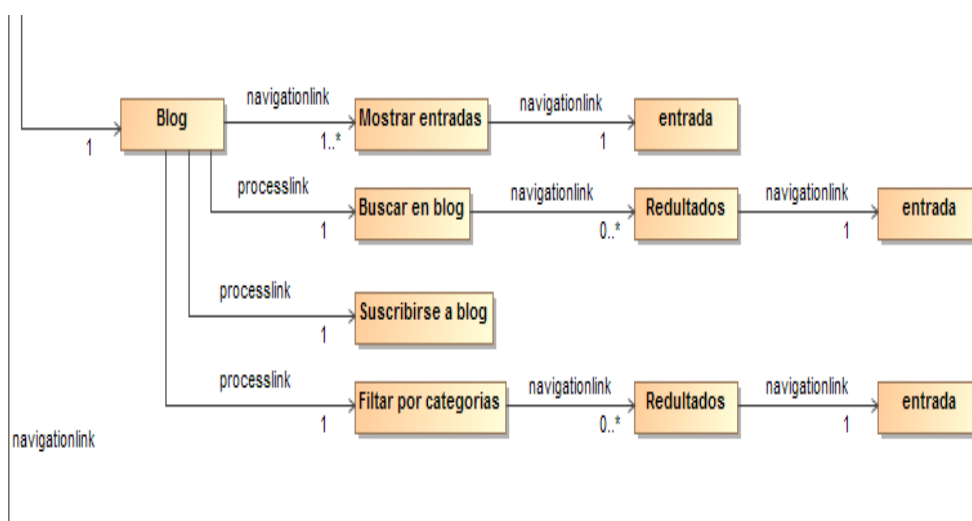 navigationlink
navigationlink
Blog
Mostrar entradas
entrada
1
1..*
1
processlink
navigationlink
navigationlink
Buscar en blog
Redultados
entrada
1
0..*
1
processlink
Suscribirse a blog
1
processlink
navigationlink
navigationlink
Filtar por categorias
Redultados
entrada
1
0..*
1
navigationlink